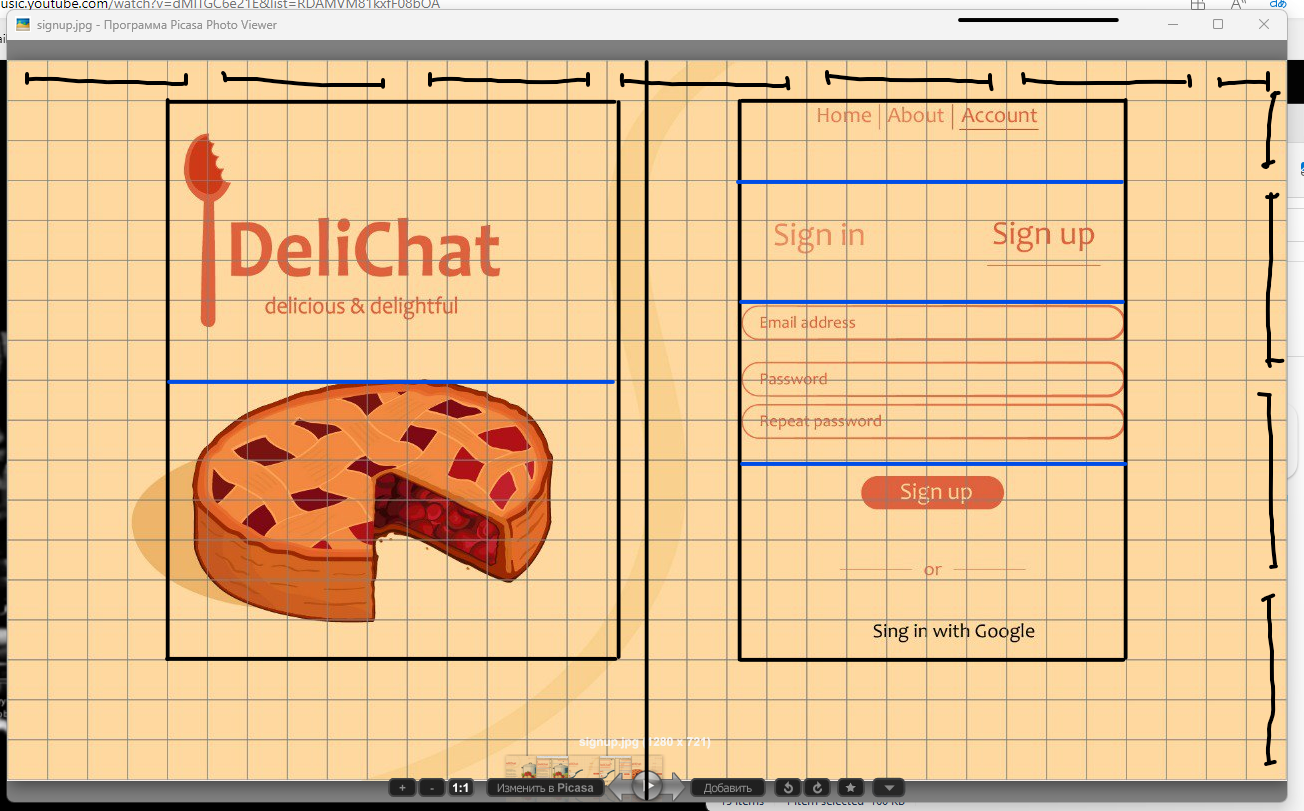 usic.youtube.com/watch?v=dMITGC6e21E&list=RDAMVM81kxfF08bOA
signup.jpg - Программа Picasa Photo Viewer
Home | About | Account
DeliChat
delicious & delightful
Sign in
Sign up
Email address
Password
Repeat password
Sign up
or
Sing in with Google
signup.jpg (1280 x 721)
+ - 1:1 Изменить в Picasa Добавить